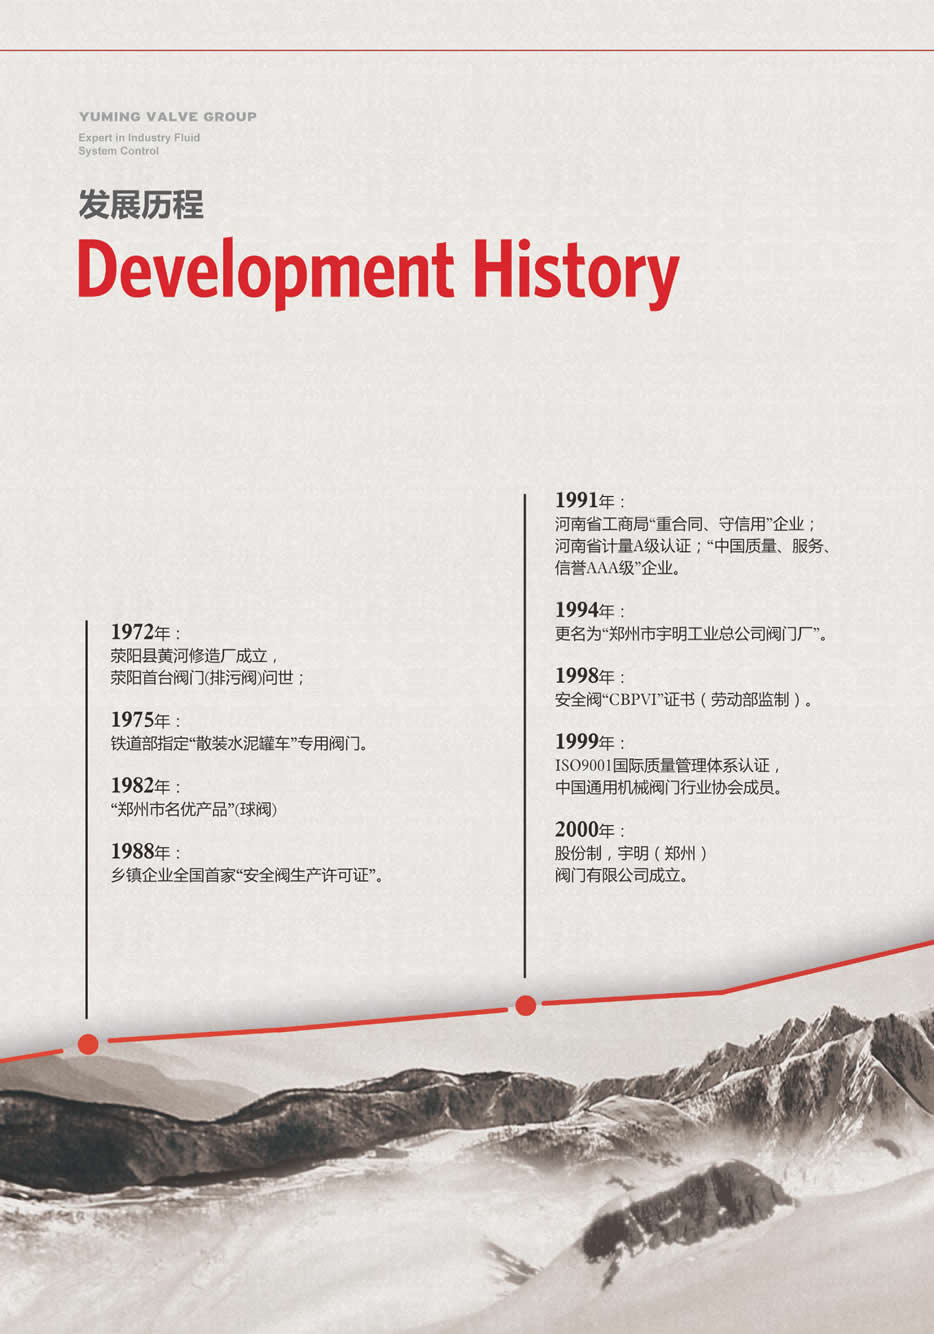 YUMING VALVE GROUP
Expert in Industry Fluid
System Control
发展历程
Development History
1972年：
荥阳县黄河修造厂成立，
荥阳首台阀门(排污阀)问世；
1975年：
铁道部指定“散装水泥罐车”专用阀门。
1982年：
“郑州市名优产品”(球阀)
1988年：
乡镇企业全国首家“安全阀生产许可证”。
1991年：
河南省工商局“重合同、守信用”企业；
河南省计量A级认证；“中国质量、服务、
信誉AAA级”企业。
1994年：
更名为“郑州市宇明工业总公司阀门厂”。
1998年：
安全阀“CBPVI”证书（劳动部监制）。
1999年：
ISO9001国际质量管理体系认证，
中国通用机械阀门行业协会成员。
2000年：
股份制，宇明（郑州）
阀门有限公司成立。